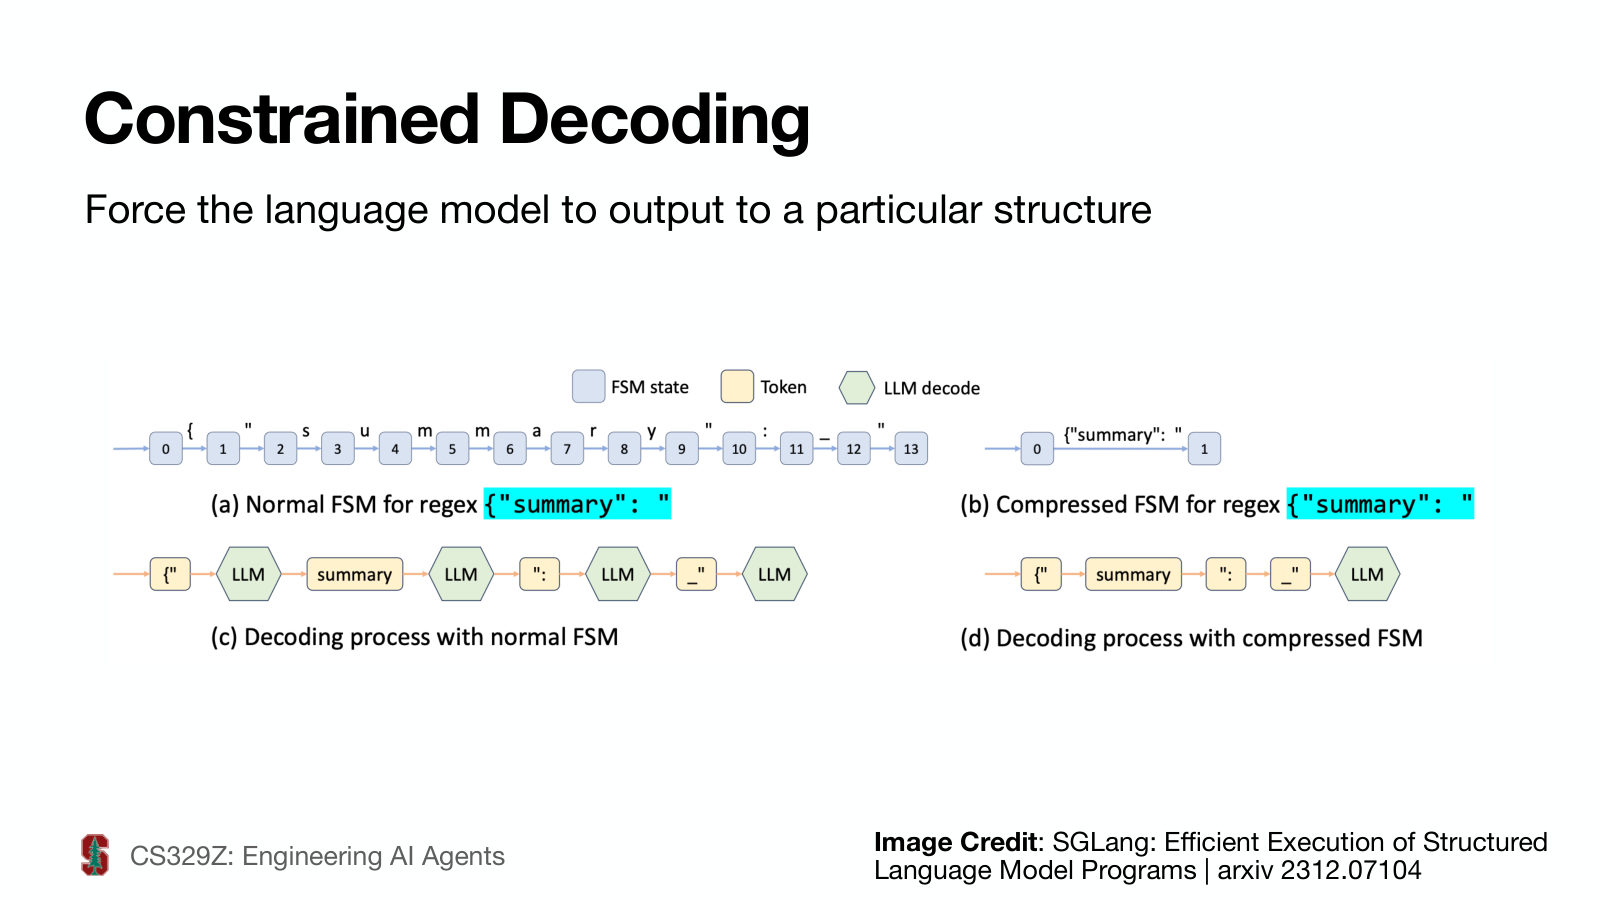 Constrained Decoding
Force the language model to output to a particular structure
FSM state Token LLM decode
{ " s u m m a r y " : _ "
0 1 2 3 4 5 6 7 8 9 10 11 12 13
{"summary": "
0 1
(a) Normal FSM for regex {"summary": "
(b) Compressed FSM for regex {"summary": "
{" LLM summary LLM ": LLM _" LLM
{" summary ": _" LLM
(c) Decoding process with normal FSM
(d) Decoding process with compressed FSM
S
CS329Z: Engineering AI Agents
Image Credit: SGLang: Efficient Execution of Structured
Language Model Programs | arxiv 2312.07104